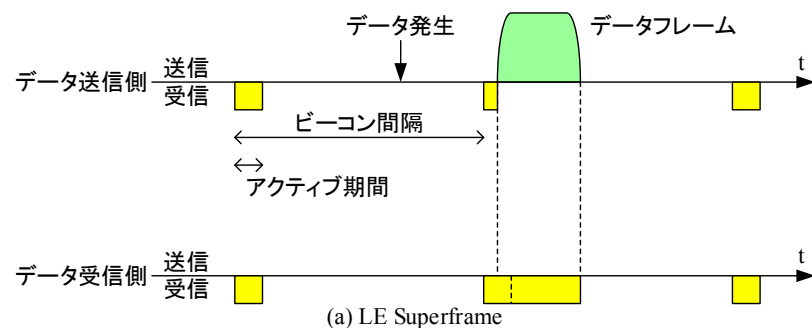 データ発生
データフレーム
データ送信側
送信
受信
t
ビーコン間隔
アクティブ期間
データ受信側
送信
受信
t
(a) LE Superframe